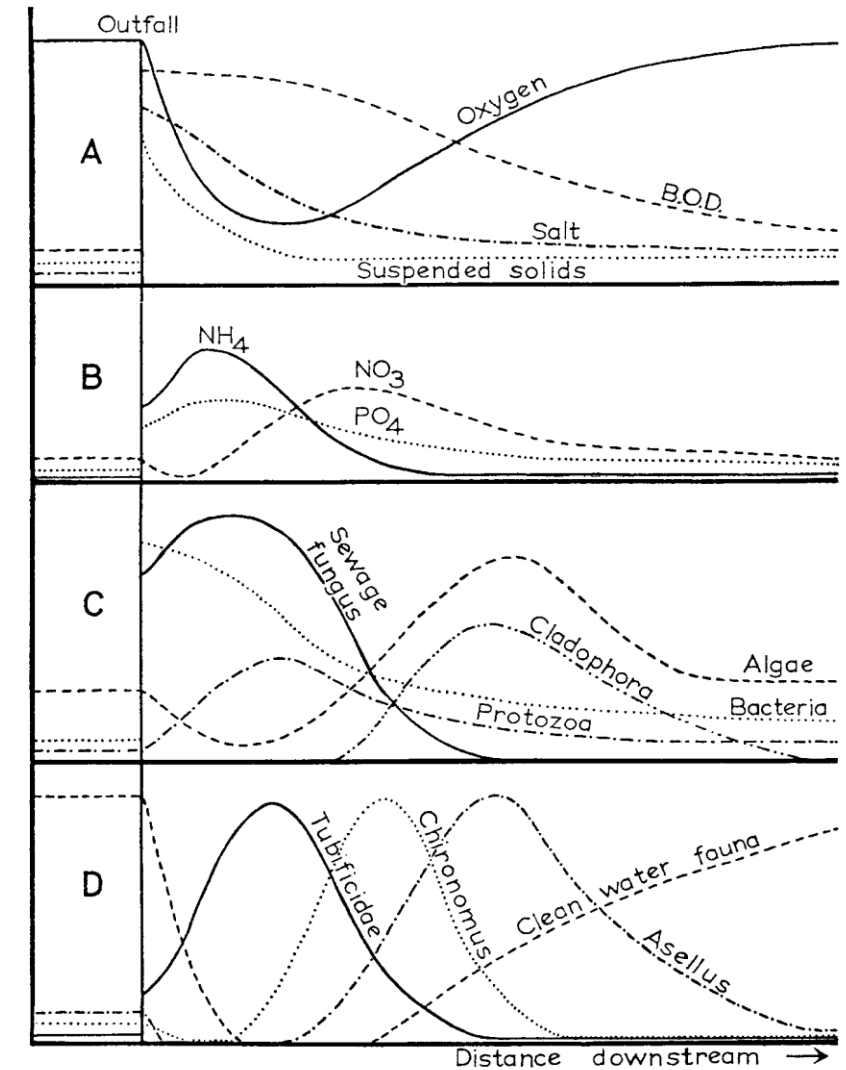 Outfall
A
Oxygen
B.O.D.
Salt
Suspended solids
B
NH4
NO3
PO4
C
Sewage
fungus
Cladophora
Algae
Bacteria
Protozoa
D
Tubificidae
Chironomus
Clean water fauna
Asellus
Distance downstream →